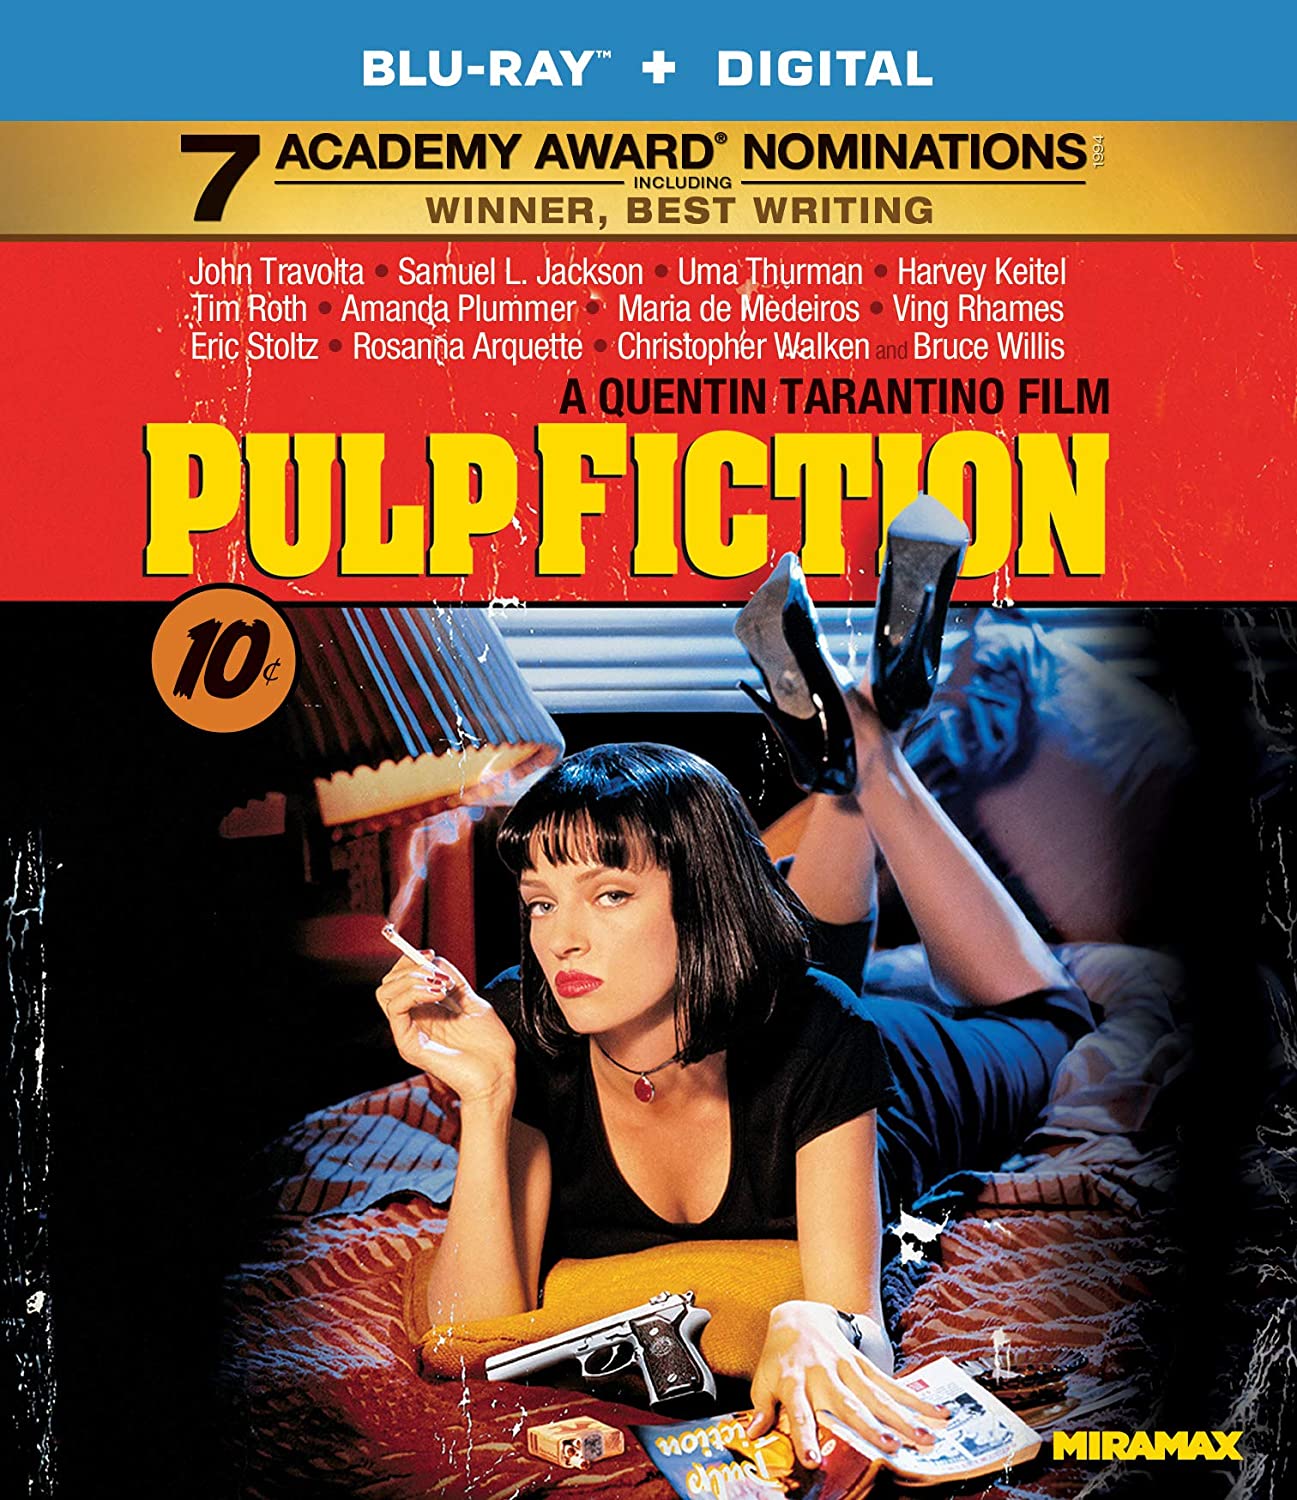 BLU-RAY™ + DIGITAL
7 ACADEMY AWARD® NOMINATIONS 1994
INCLUDING
WINNER, BEST WRITING
John Travolta • Samuel L. Jackson • Uma Thurman • Harvey Keitel
Tim Roth • Amanda Plummer • Maria de Medeiros • Ving Rhames
Eric Stoltz • Rosanna Arquette • Christopher Walken and Bruce Willis
A QUENTIN TARANTINO FILM
PULP FICTION
10¢
Pulp
Fiction
MIRAMAX